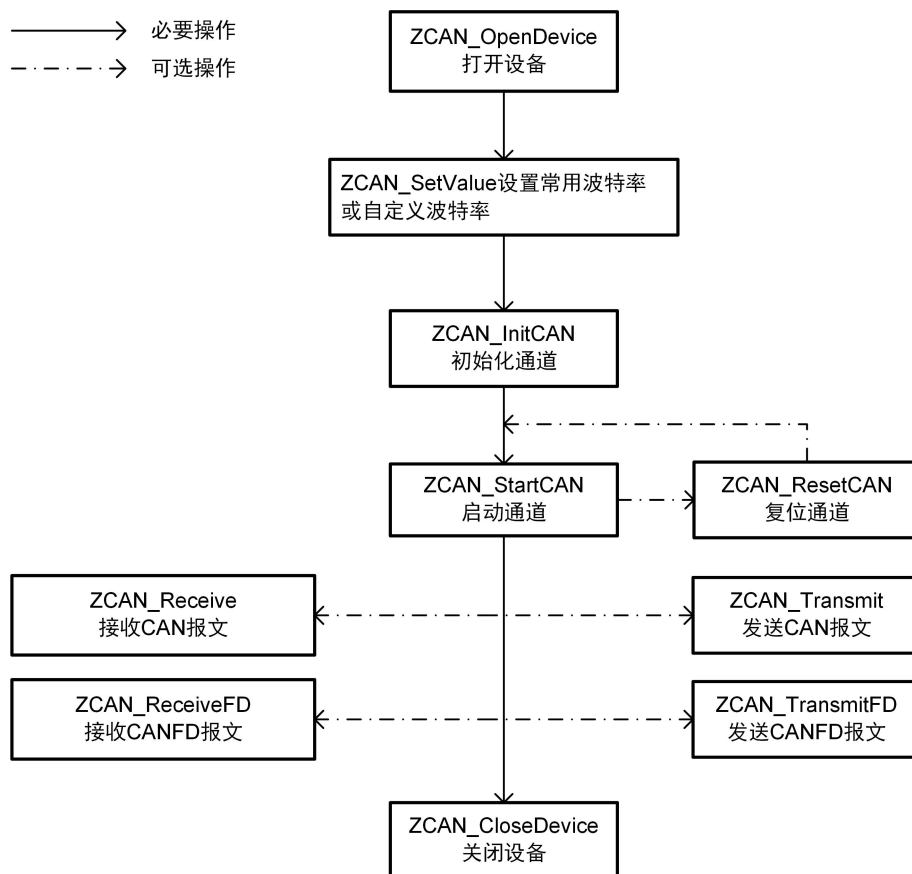 必要操作
可选操作
ZCAN_OpenDevice
打开设备
ZCAN_SetValue设置常用波特率
或自定义波特率
ZCAN_InitCAN
初始化通道
ZCAN_StartCAN
启动通道
ZCAN_ResetCAN
复位通道
ZCAN_Receive
接收CAN报文
ZCAN_Transmit
发送CAN报文
ZCAN_ReceiveFD
接收CANFD报文
ZCAN_TransmitFD
发送CANFD报文
ZCAN_CloseDevice
关闭设备